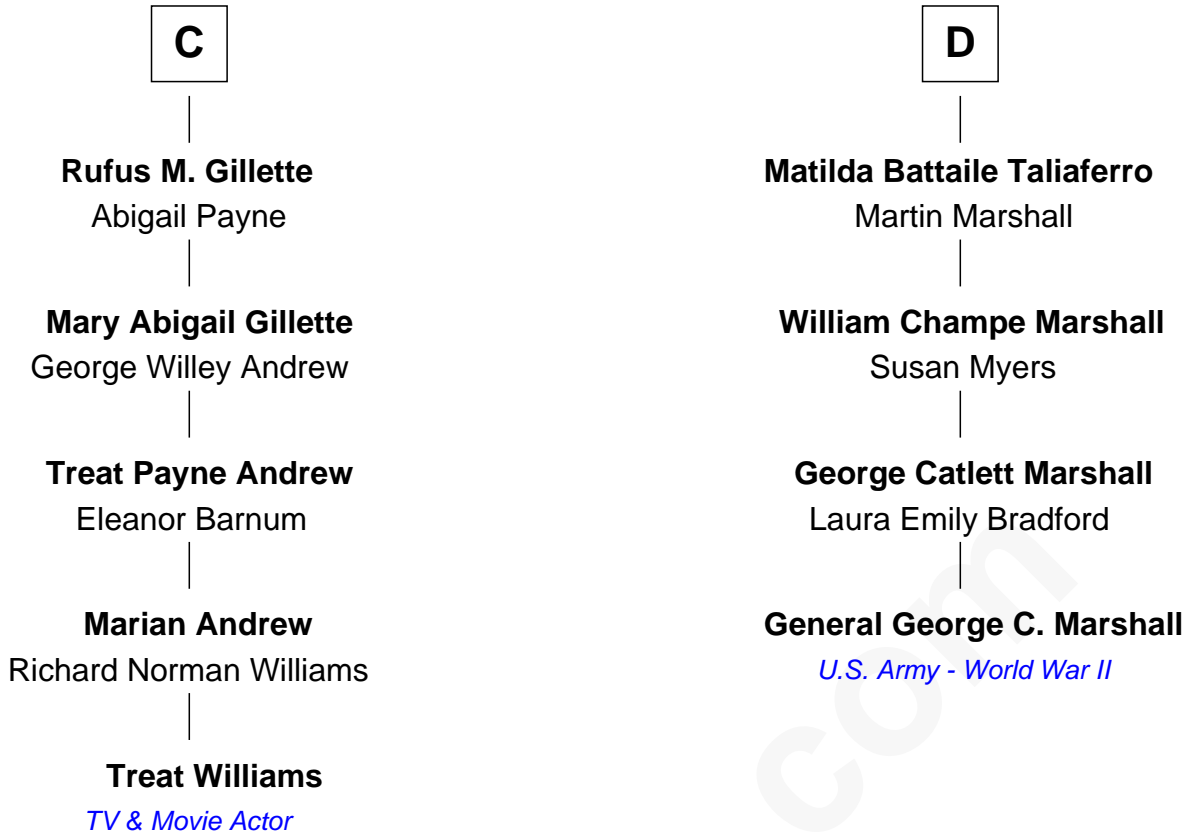 C
Rufus M. Gillette
Abigail Payne
Mary Abigail Gillette
George Willey Andrew
Treat Payne Andrew
Eleanor Barnum
Marian Andrew
Richard Norman Williams
Treat Williams
TV & Movie Actor
D
Matilda Battaile Taliaferro
Martin Marshall
William Champe Marshall
Susan Myers
George Catlett Marshall
Laura Emily Bradford
General George C. Marshall
U.S. Army - World War II
com